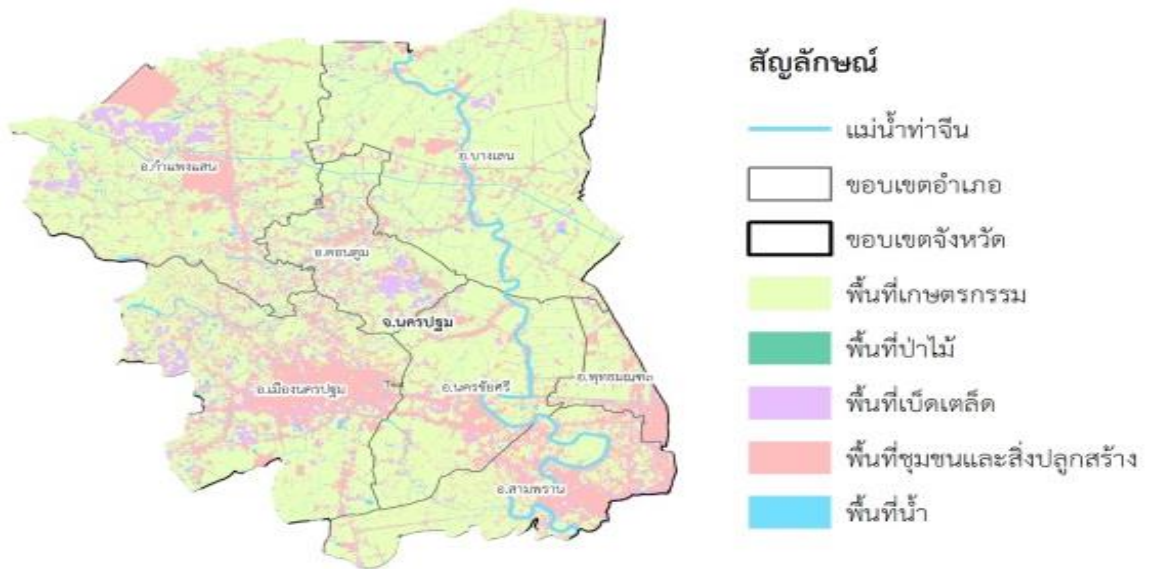 สัญลักษณ์
แม่น้ำท่าจีน
ขอบเขตอำเภอ
ขอบเขตจังหวัด
พื้นที่เกษตรกรรม
พื้นที่ป่าไม้
พื้นที่เบ็ดเตล็ด
พื้นที่ชุมชนและสิ่งปลูกสร้าง
พื้นที่น้ำ
อ.บางเลน
อ.กำแพงแสน
อ.ดอนตูม
จ.นครปฐม
อ.พุทธมณฑล
อ.เมืองนครปฐม
อ.นครชัยศรี
อ.สามพราน